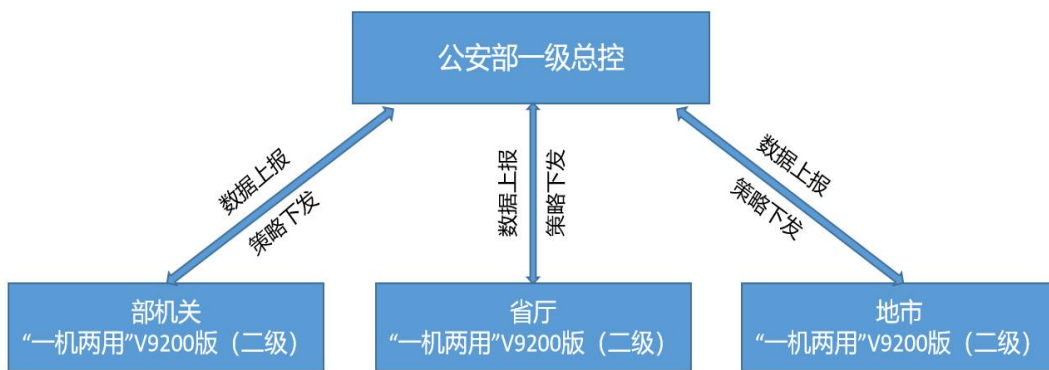 公安部一级总控
数据上报
策略下发
数据上报
策略下发
数据上报
策略下发
部机关
“一机两用”V9200版（二级）
省厅
“一机两用”V9200版（二级）
地市
“一机两用”V9200版（二级）